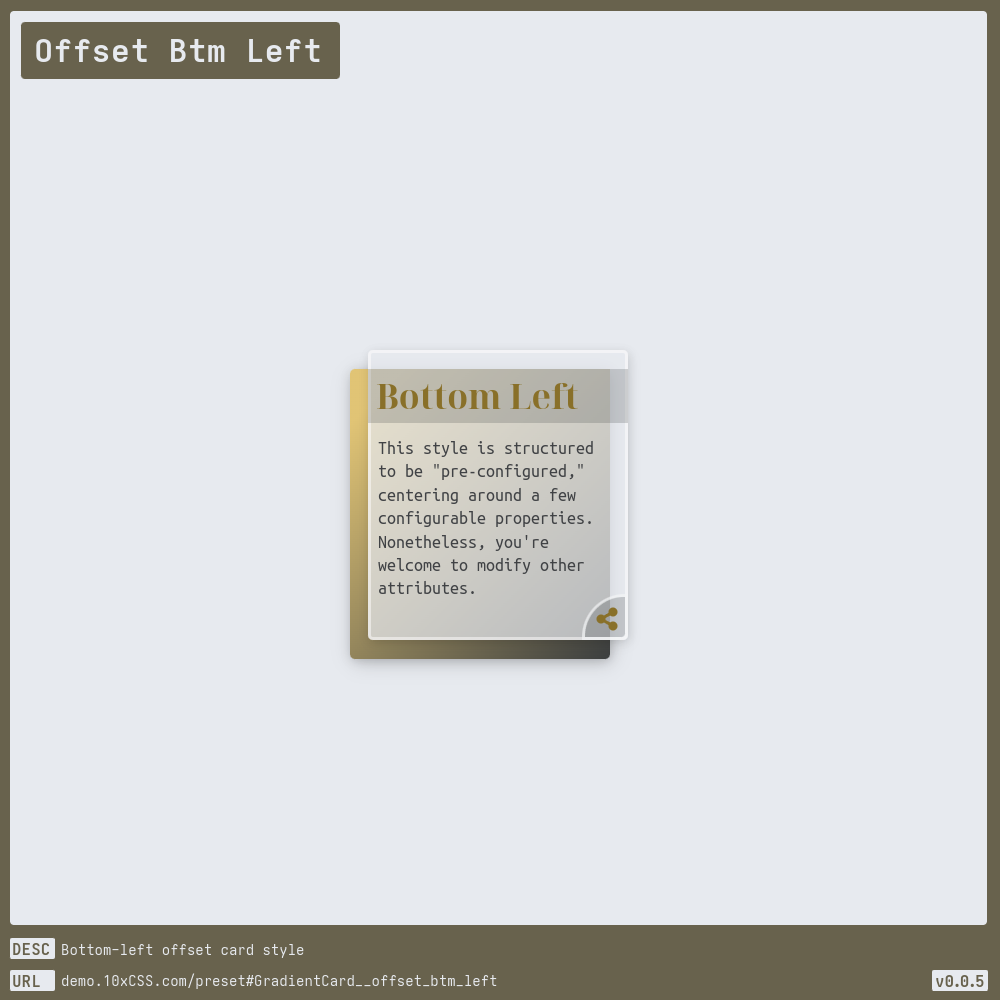 Offset Btm Left
Bottom Left
This style is structured
to be "pre-configured,"
centering around a few
configurable properties.
Nonetheless, you're
welcome to modify other
attributes.
DESC Bottom-left offset card style
URL demo.10xCSS.com/preset#GradientCard__offset_btm_left
v0.0.5